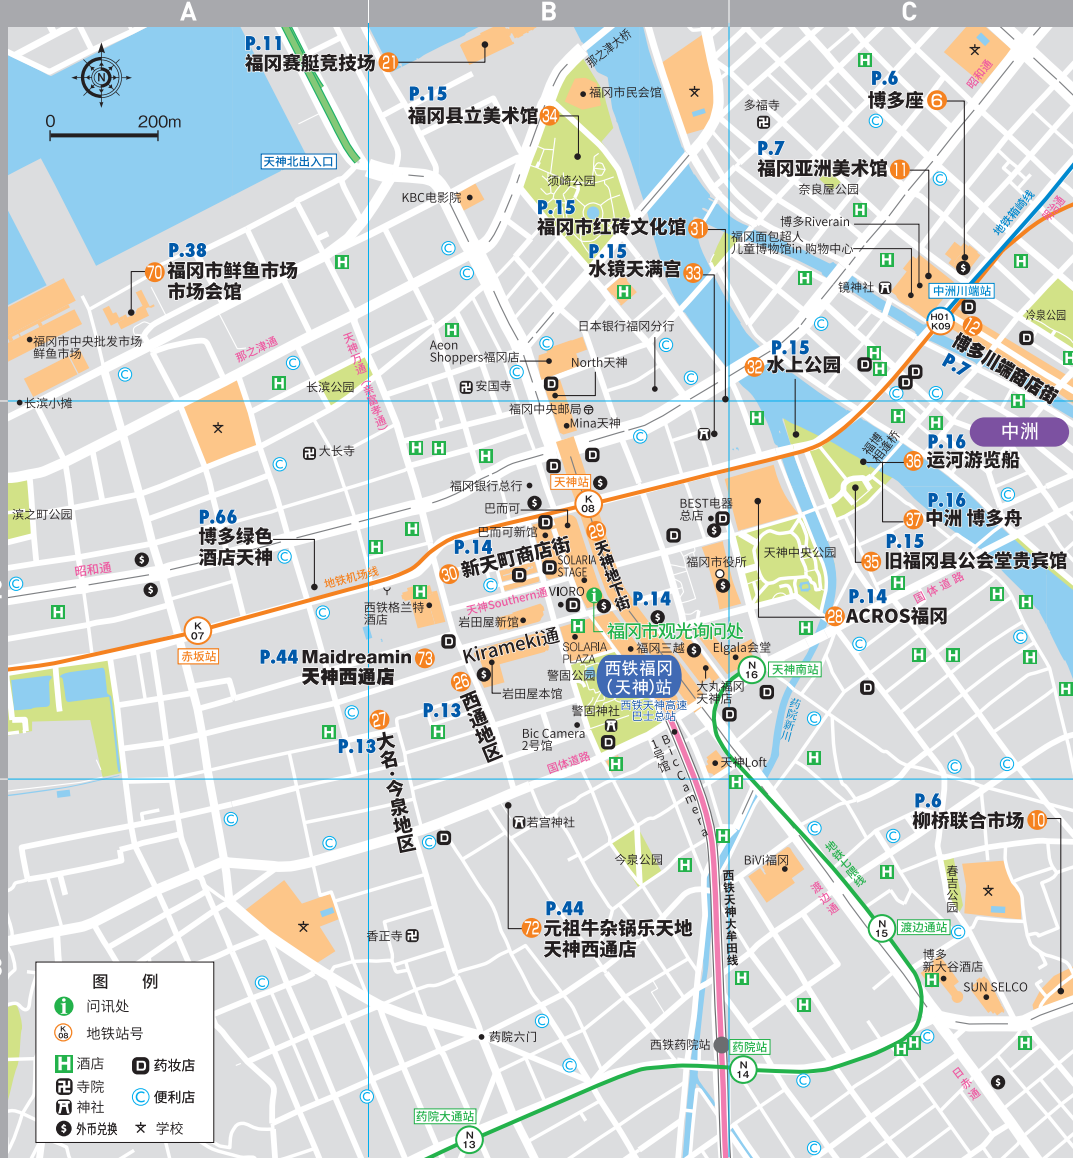 A
B
C
P.11
福冈赛艇竞技场 21
0 200m
天神北出入口
P.15
福冈县立美术馆 34
那之津大桥
福冈市民会馆
须崎公园
KBC电影院
昭和通
P.6
博多座 6
多福寺
P.7
福冈亚洲美术馆 11
奈良屋公园
博多Riverain
福冈面包超人
儿童博物馆in 购物中心
镜神社
地铁箱崎线
中洲川端站
H01
K09
冷泉公园
12 博多川端商店街
P.7
P.15
福冈市红砖文化馆 31
P.15
水镜天满宫 33
P.38
70 福冈市鲜鱼市场
市场会馆
福冈市中央批发市场
鲜鱼市场
那之津通
天神万通
长滨公园
长滨小摊
日本银行福冈分行
Aeon
Shoppers福冈店
North天神
安国寺
福冈中央邮局
Mina天神
P.15
32 水上公园
大长寺
滨之町公园
福冈银行总行
天神站
K
08
巴而可
巴而可新馆
BEST电器
总店
福博
相逢桥
中洲
P.16
36 运河游览船
P.16
37 中洲 博多舟
P.15
35 旧福冈县公会堂贵宾馆
P.66
博多绿色
酒店天神
昭和通
地铁机场线
P.14
30 新天町商店街
SOLARIA
STAGE
29 天神地下街
P.14
福冈市役所
天神中央公园
国体道路
P.14
28 ACROS福冈
西铁格兰特
酒店
天神Southern通
VIORO
岩田屋新馆
福冈市观光询问处
K
07
赤坂站
P.44 Maidreamin 73
天神西通店
Kirameki通
SOLARIA
PLAZA
福冈三越
Elgala会堂
警固公园
西铁福冈
(天神)站
大丸福冈
天神店
N
16
天神南站
26 西通地区
P.13
岩田屋本馆
西铁天神高速
巴士总站
警固神社
Bic Camera
2号馆
27 大名·今泉地区
P.13
国体道路
Bic Camera
1号馆
天神Loft
药院新川
若宫神社
今泉公园
BiVi福冈
地铁七隈线
渡边通
P.6
柳桥联合市场 10
春吉公园
P.44
72 元祖牛杂锅乐天地
天神西通店
香正寺
西铁天神大牟田线
N
15
渡边通站
博多
新大谷酒店
SUN SELCO
药院六门
西铁药院站
药院站
N
14
日赤通
药院大通站
N
13
图 例
问讯处
K
08
地铁站号
H 酒店
D 药妆店
寺院
神社
C 便利店
外币兑换
学校